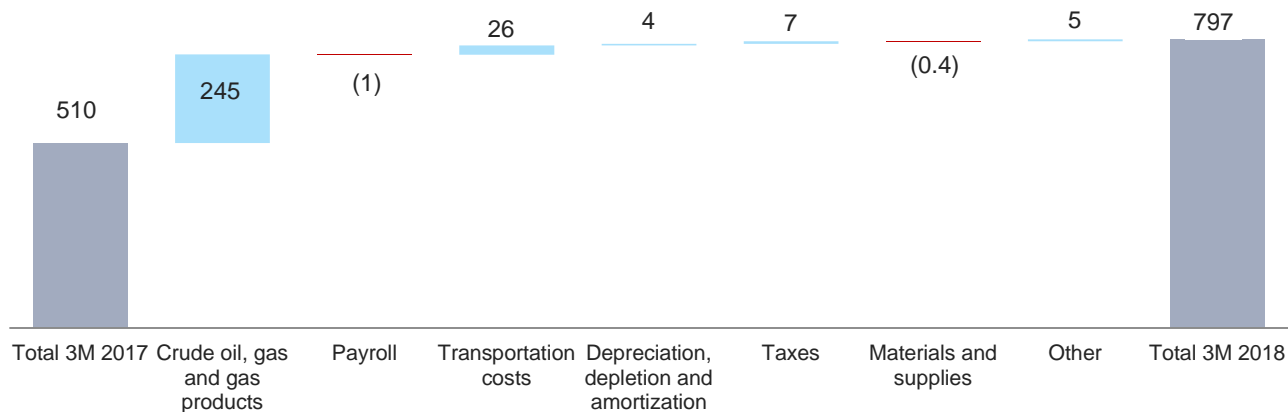 510
245
(1)
26
4
7
(0.4)
5
797
Total 3M 2017
Crude oil, gas
and gas
products
Payroll
Transportation
costs
Depreciation,
depletion and
amortization
Taxes
Materials and
supplies
Other
Total 3M 2018